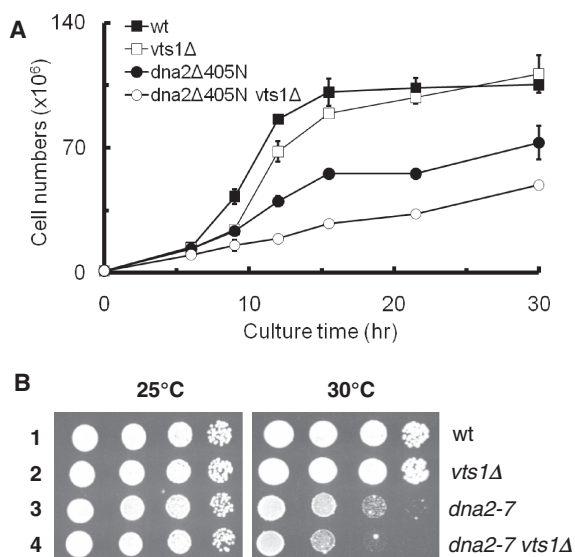 A
140
70
0
Cell numbers (x10⁶)
wt
vts1Δ
dna2Δ405N
dna2Δ405N vts1Δ
0
10
20
30
Culture time (hr)
B
25°C
30°C
1
wt
2
vts1Δ
3
dna2-7
4
dna2-7 vts1Δ